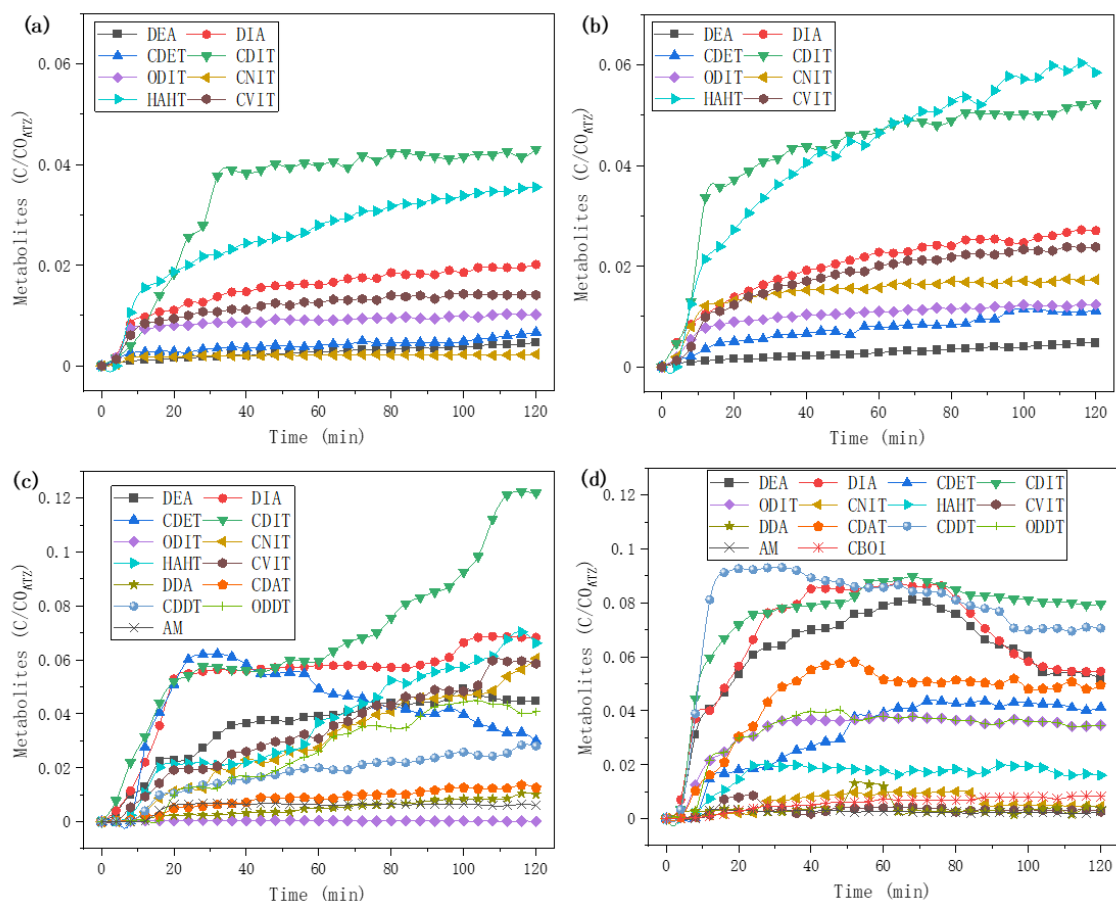 (a)
DEA DIA
CDET CDIT
ODIT CNIT
HAHT CVIT
Metabolites (C/CO_ATZ)
0.06
0.04
0.02
0
0 20 40 60 80 100 120
Time (min)
(b)
DEA DIA
CDET CDIT
ODIT CNIT
HAHT CVIT
Metabolites (C/CO_ATZ)
0.06
0.04
0.02
0
0 20 40 60 80 100 120
Time (min)
(c)
DEA DIA
CDET CDIT
ODIT CNIT
HAHT CVIT
DDA CDAT
CDDT ODDT
AM
Metabolites (C/CO_ATZ)
0.12
0.1
0.08
0.06
0.04
0.02
0
0 20 40 60 80 100 120
Time (min)
(d)
DEA DIA CDET CDIT
ODIT CNIT HAHT CVIT
DDA CDAT CDDT ODDT
AM CBOI
Metabolites (C/CO_ATZ)
0.12
0.1
0.08
0.06
0.04
0.02
0
0 20 40 60 80 100 120
Time (min)